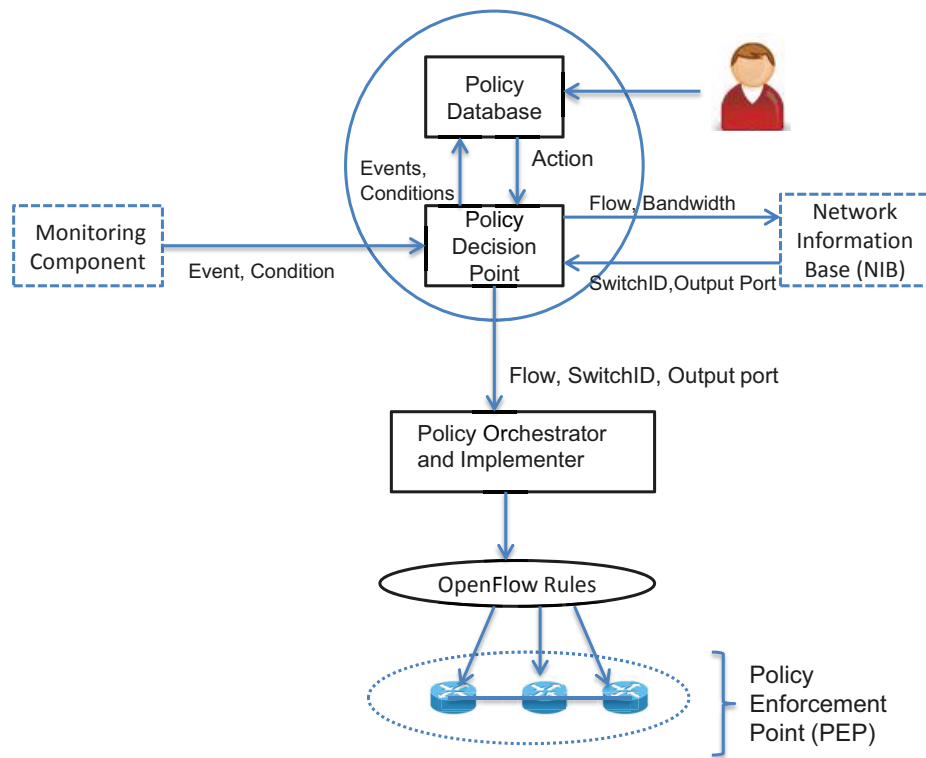 Policy
Database
Events,
Conditions
Action
Flow, Bandwidth
Monitoring
Component
Event, Condition
Policy
Decision
Point
Network
Information
Base (NIB)
SwitchID,Output Port
Flow, SwitchID, Output port
Policy Orchestrator
and Implementer
OpenFlow Rules
Policy
Enforcement
Point (PEP)